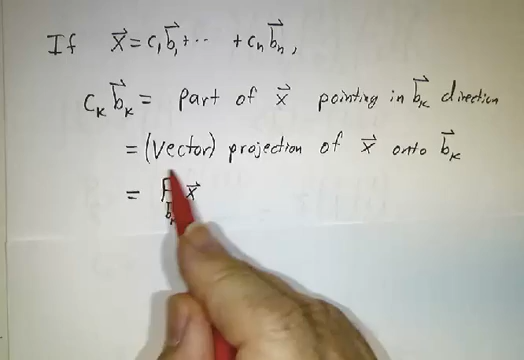 If x⃗ = c₁b⃗₁ + ··· + cₙb⃗ₙ,
cₖb⃗ₖ = part of x⃗ pointing in b⃗ₖ direction
= (vector) projection of x⃗ onto b⃗ₖ
= x⃗